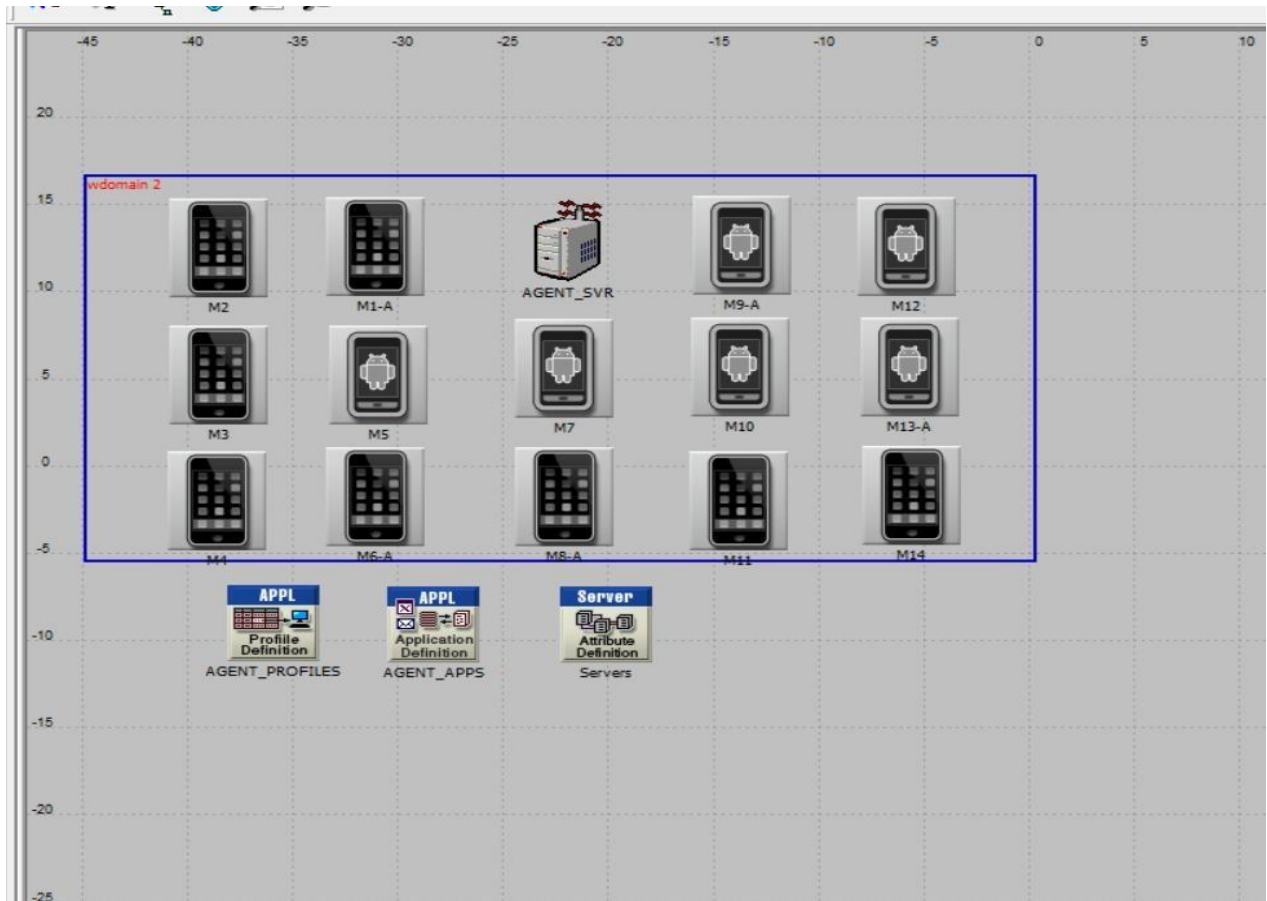 -45 -40 -35 -30 -25 -20 -15 -10 -5 0 5 10
20
wdomain 2
15
10
M2 M1-A AGENT_SVR M9-A M12
5
M3 M5 M7 M10 M13-A
0
-5
M4 M6-A M8-A M11 M14
APPL APPL Server
Profile Application Attribute
Definition Definition Definition
-10
AGENT_PROFILES AGENT_APPS Servers
-15
-20
-25